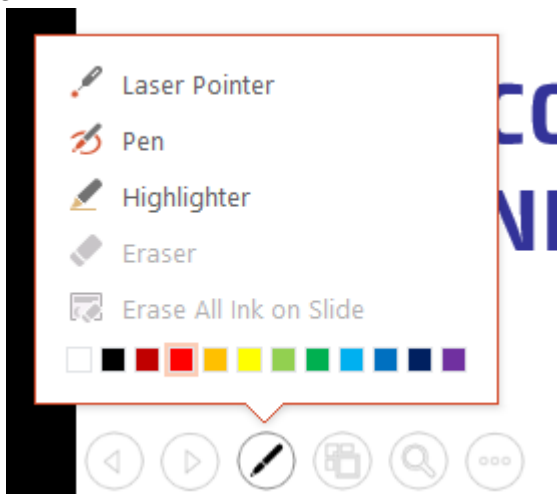 Laser Pointer
Pen
Highlighter
Eraser
Erase All Ink on Slide